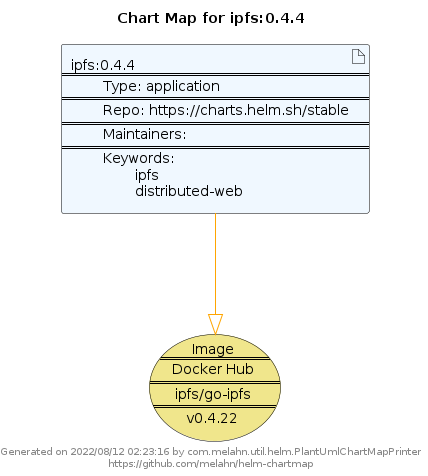 Chart Map for ipfs:0.4.4
ipfs:0.4.4
Type: application
Repo: https://charts.helm.sh/stable
Maintainers:
Keywords:
ipfs
distributed-web
Image
Docker Hub
ipfs/go-ipfs
v0.4.22
Generated on 2022/08/12 02:23:16 by com.melahn.util.helm.PlantUmlChartMapPrinter
https://github.com/melahn/helm-chartmap